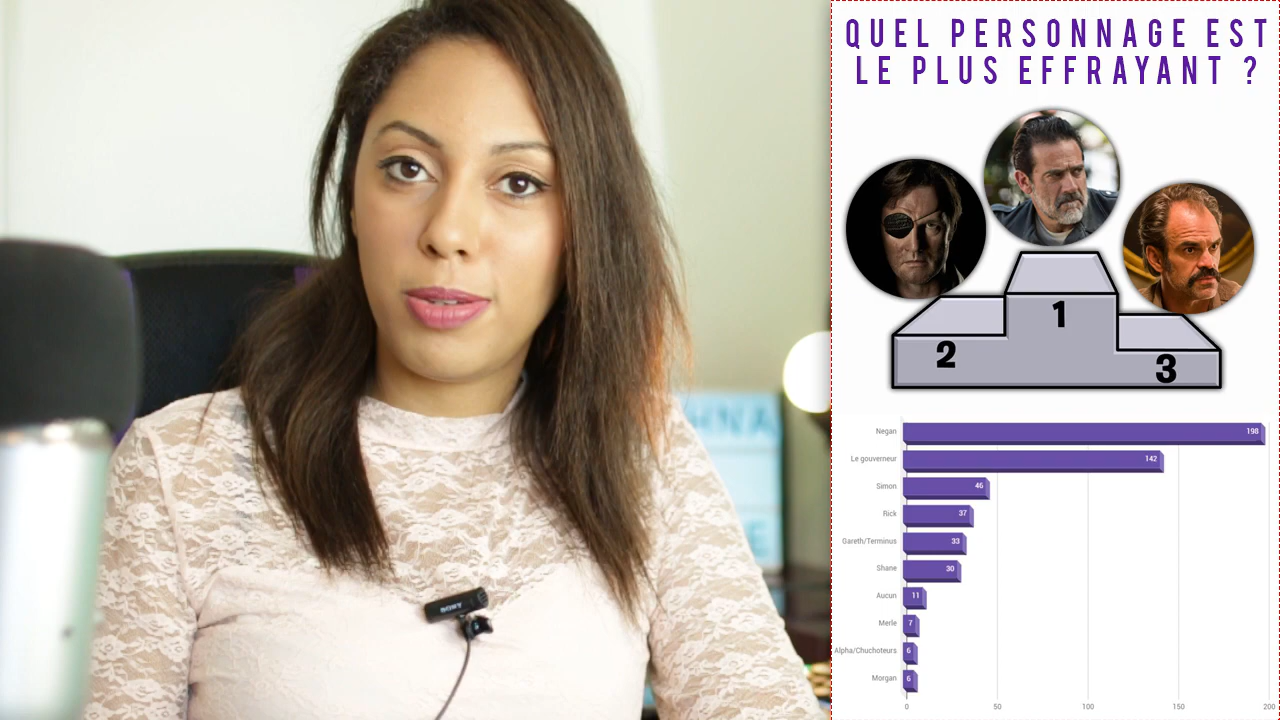 QUEL PERSONNAGE EST
LE PLUS EFFRAYANT ?
1
2
3
Negan 198
Le gouverneur 142
Simon 46
Rick 37
Gareth/Terminus 33
Shane 30
Aucun 11
Merle 7
Alpha/Chuchoteurs 6
Morgan 6
0 50 100 150 200
SONY